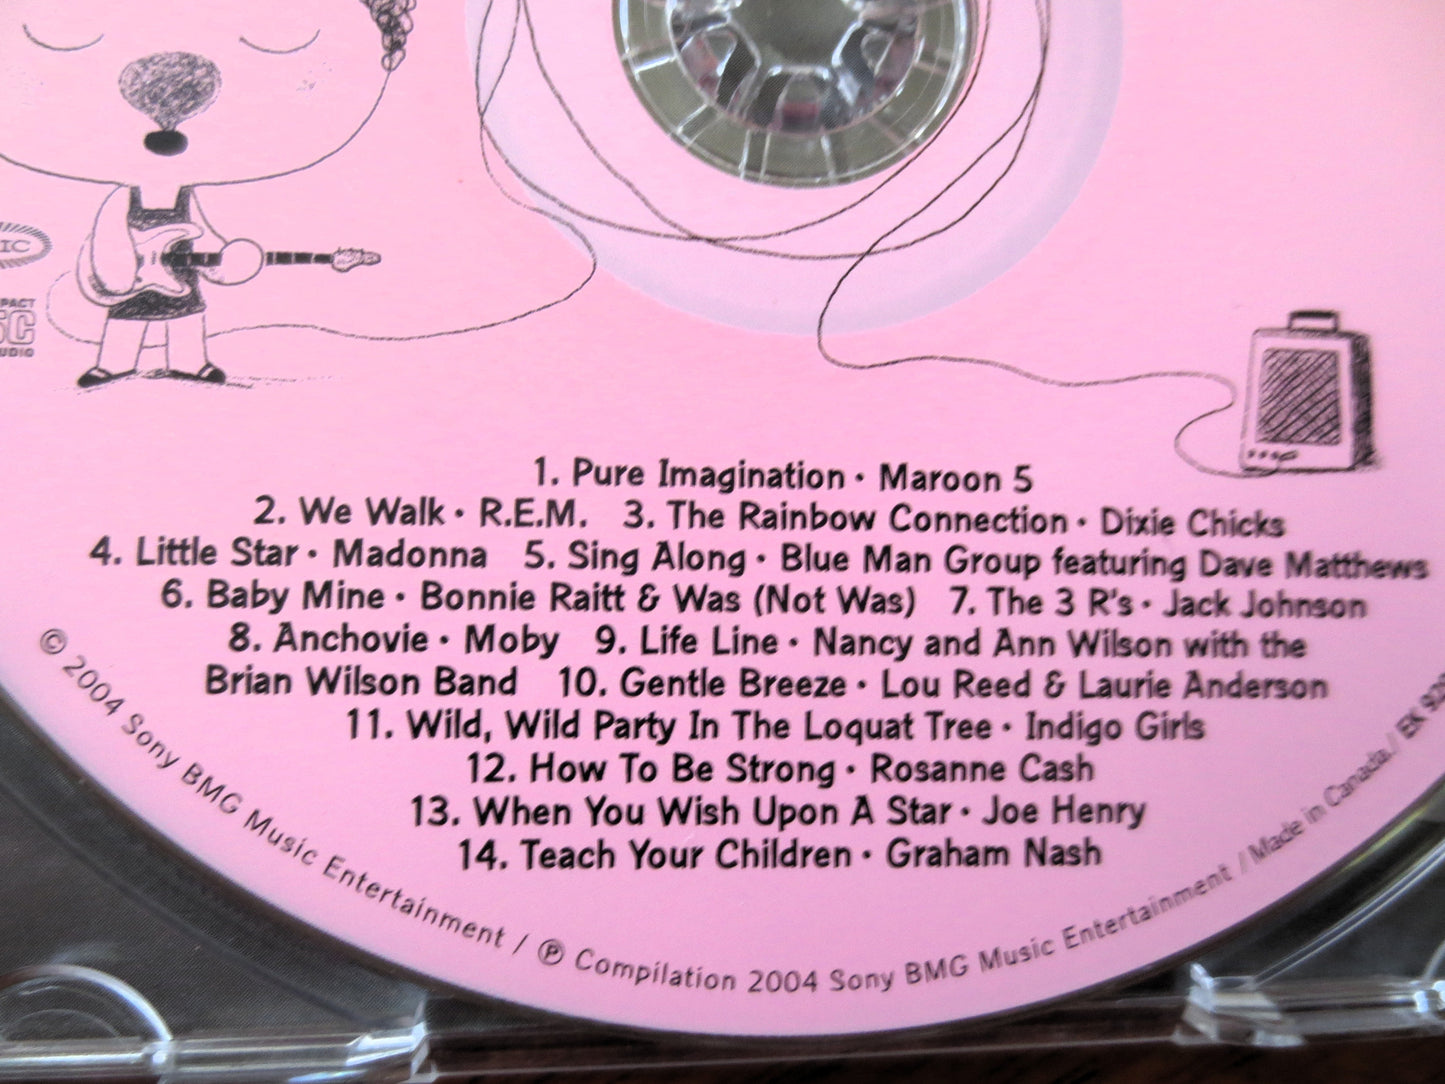 1. Pure Imagination · Maroon 5
2. We Walk · R.E.M. 3. The Rainbow Connection · Dixie Chicks
4. Little Star · Madonna 5. Sing Along · Blue Man Group featuring Dave Matthews
6. Baby Mine · Bonnie Raitt & Was (Not Was) 7. The 3 R's · Jack Johnson
8. Anchovie · Moby 9. Life Line · Nancy and Ann Wilson with the
Brian Wilson Band 10. Gentle Breeze · Lou Reed & Laurie Anderson
11. Wild, Wild Party In The Loquat Tree · Indigo Girls
12. How To Be Strong · Rosanne Cash
13. When You Wish Upon A Star · Joe Henry
14. Teach Your Children · Graham Nash
© 2004 Sony BMG Music Entertainment / ℗ Compilation 2004 Sony BMG Music Entertainment / Made in Canada / EK